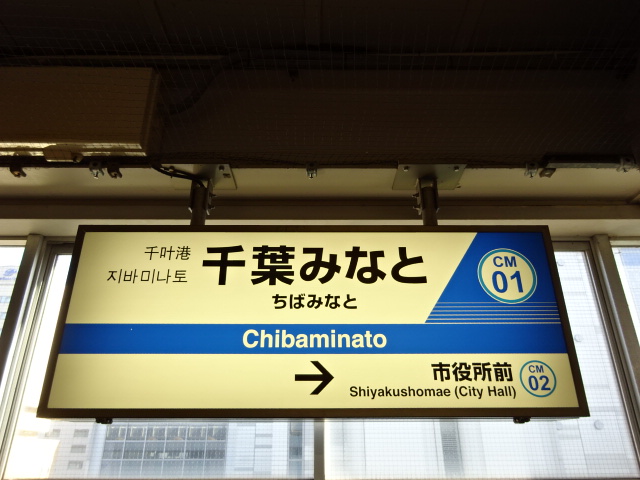 千叶港
지바미나토
千葉みなと
ちばみなと
CM
01
Chibaminato
→
市役所前
Shiyakushomae (City Hall)
CM
02